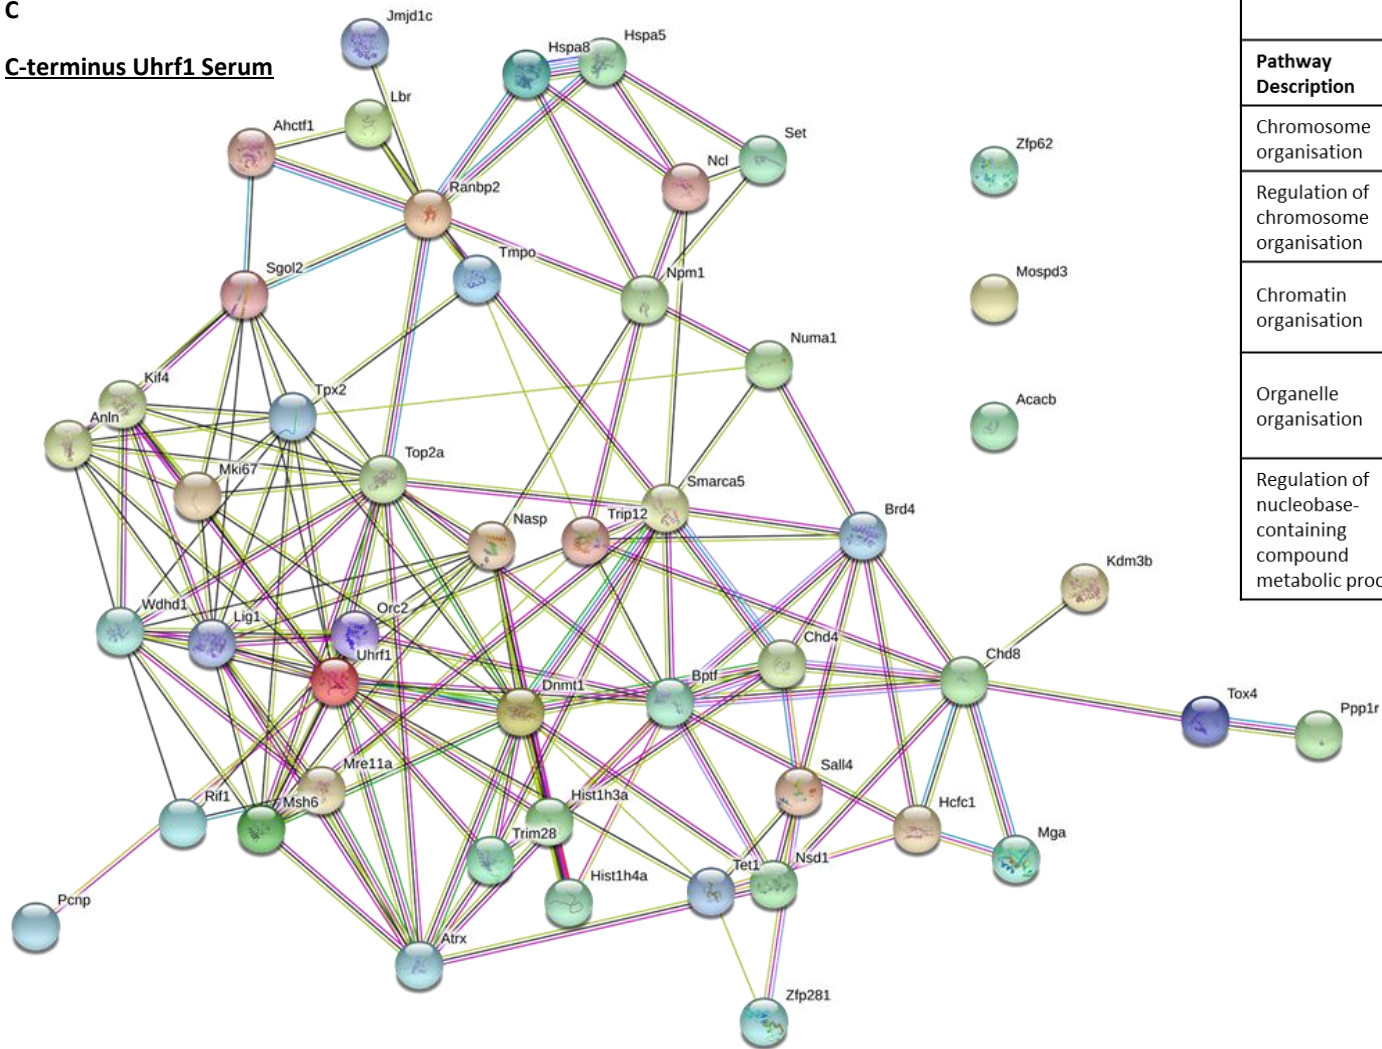 C
C-terminus Uhrf1 Serum
Jmjd1c
Hspa8
Hspa5
Lbr
Ahctf1
Set
Ncl
Zfp62
Ranbp2
Tmpo
Sgol2
Npm1
Mospd3
Numa1
Kif4
Tpx2
Anln
Acacb
Top2a
Mki67
Smarca5
Nasp
Trip12
Brd4
Kdm3b
Wdhd1
Lig1
Orc2
Uhrf1
Chd4
Chd8
Dnmt1
Bptf
Tox4
Ppp1r
Mre11a
Sall4
Rif1
Msh6
Hist1h3a
Hcfc1
Trim28
Mga
Tet1
Nsd1
Hist1h4a
Pcnp
Atrx
Zfp281
Pathway
Description
Chromosome
organisation
Regulation of
chromosome
organisation
Chromatin
organisation
Organelle
organisation
Regulation of
nucleobase-
containing
compound
metabolic proc